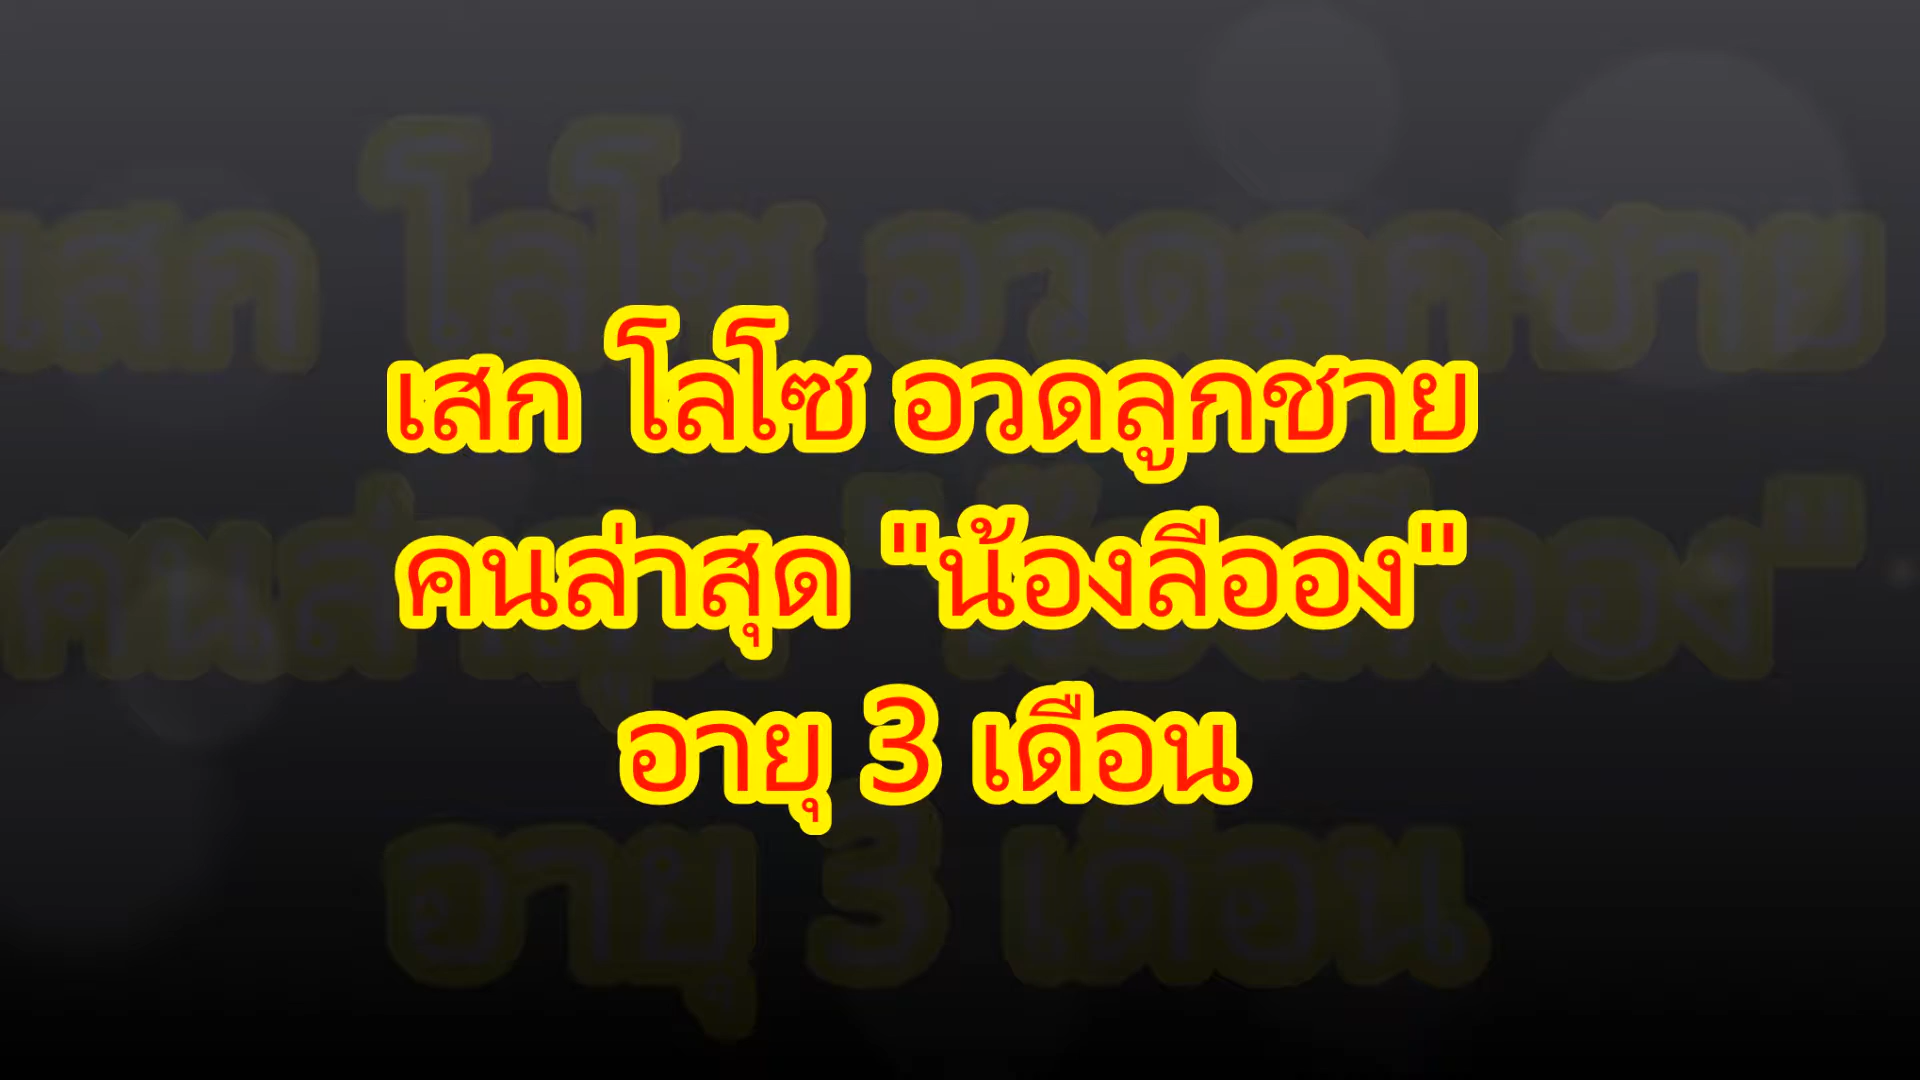 เสก โลโซ อวดลูกชาย
คนล่าสุด "น้องลีออง"
อายุ 3 เดือน